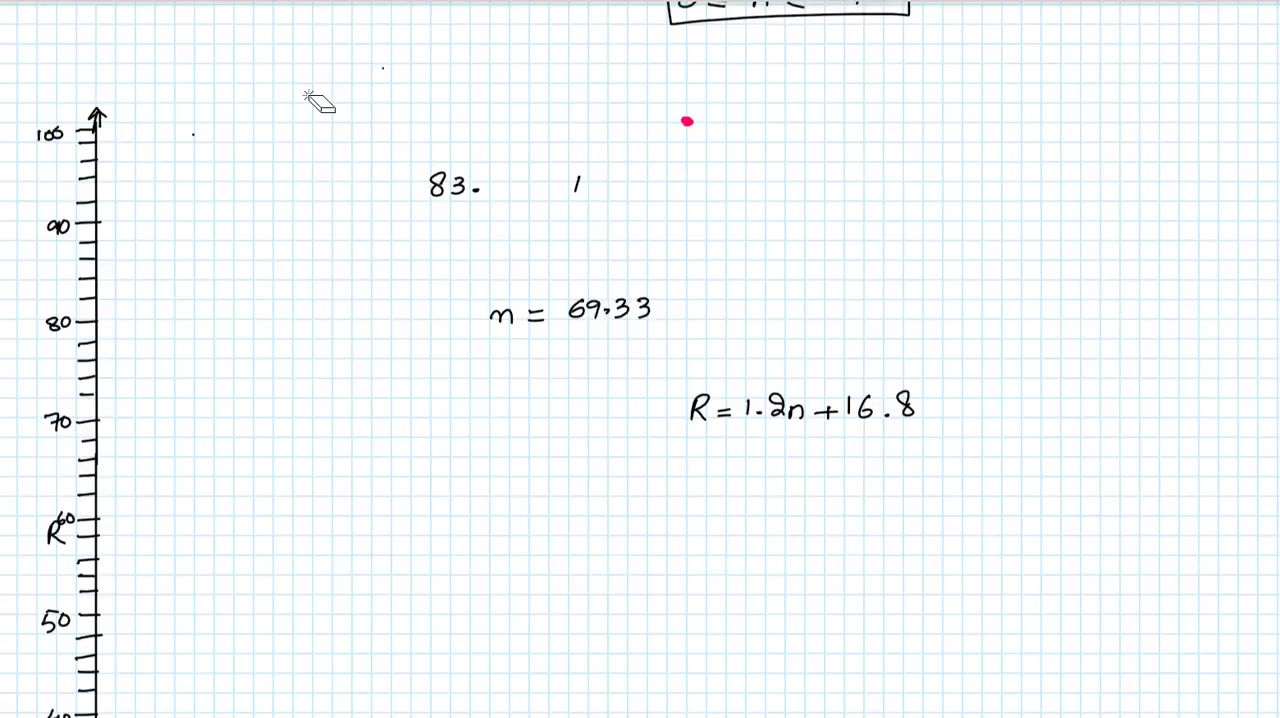 100
83. 1
90
n = 69.33
80
R = 1.2n + 16.8
70
60
R
50